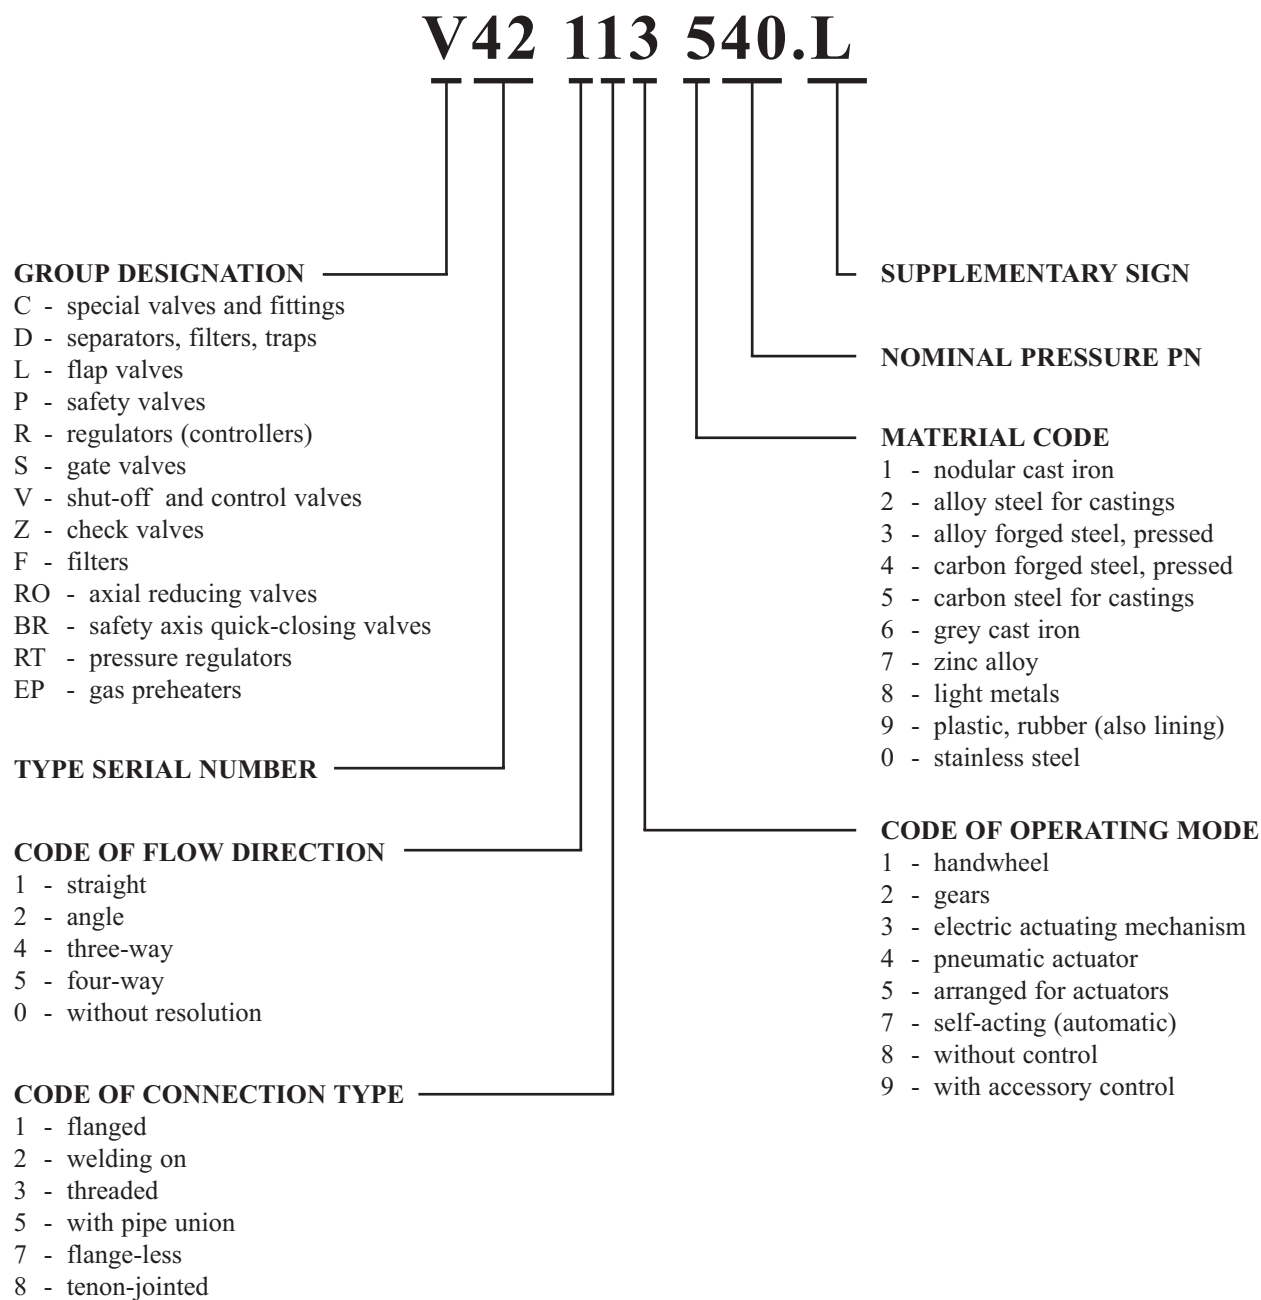 V42 113 540.L
GROUP DESIGNATION
C - special valves and fittings
D - separators, filters, traps
L - flap valves
P - safety valves
R - regulators (controllers)
S - gate valves
V - shut-off and control valves
Z - check valves
F - filters
RO - axial reducing valves
BR - safety axis quick-closing valves
RT - pressure regulators
EP - gas preheaters
TYPE SERIAL NUMBER
CODE OF FLOW DIRECTION
1 - straight
2 - angle
4 - three-way
5 - four-way
0 - without resolution
CODE OF CONNECTION TYPE
1 - flanged
2 - welding on
3 - threaded
5 - with pipe union
7 - flange-less
8 - tenon-jointed
SUPPLEMENTARY SIGN
NOMINAL PRESSURE PN
MATERIAL CODE
1 - nodular cast iron
2 - alloy steel for castings
3 - alloy forged steel, pressed
4 - carbon forged steel, pressed
5 - carbon steel for castings
6 - grey cast iron
7 - zinc alloy
8 - light metals
9 - plastic, rubber (also lining)
0 - stainless steel
CODE OF OPERATING MODE
1 - handwheel
2 - gears
3 - electric actuating mechanism
4 - pneumatic actuator
5 - arranged for actuators
7 - self-acting (automatic)
8 - without control
9 - with accessory control